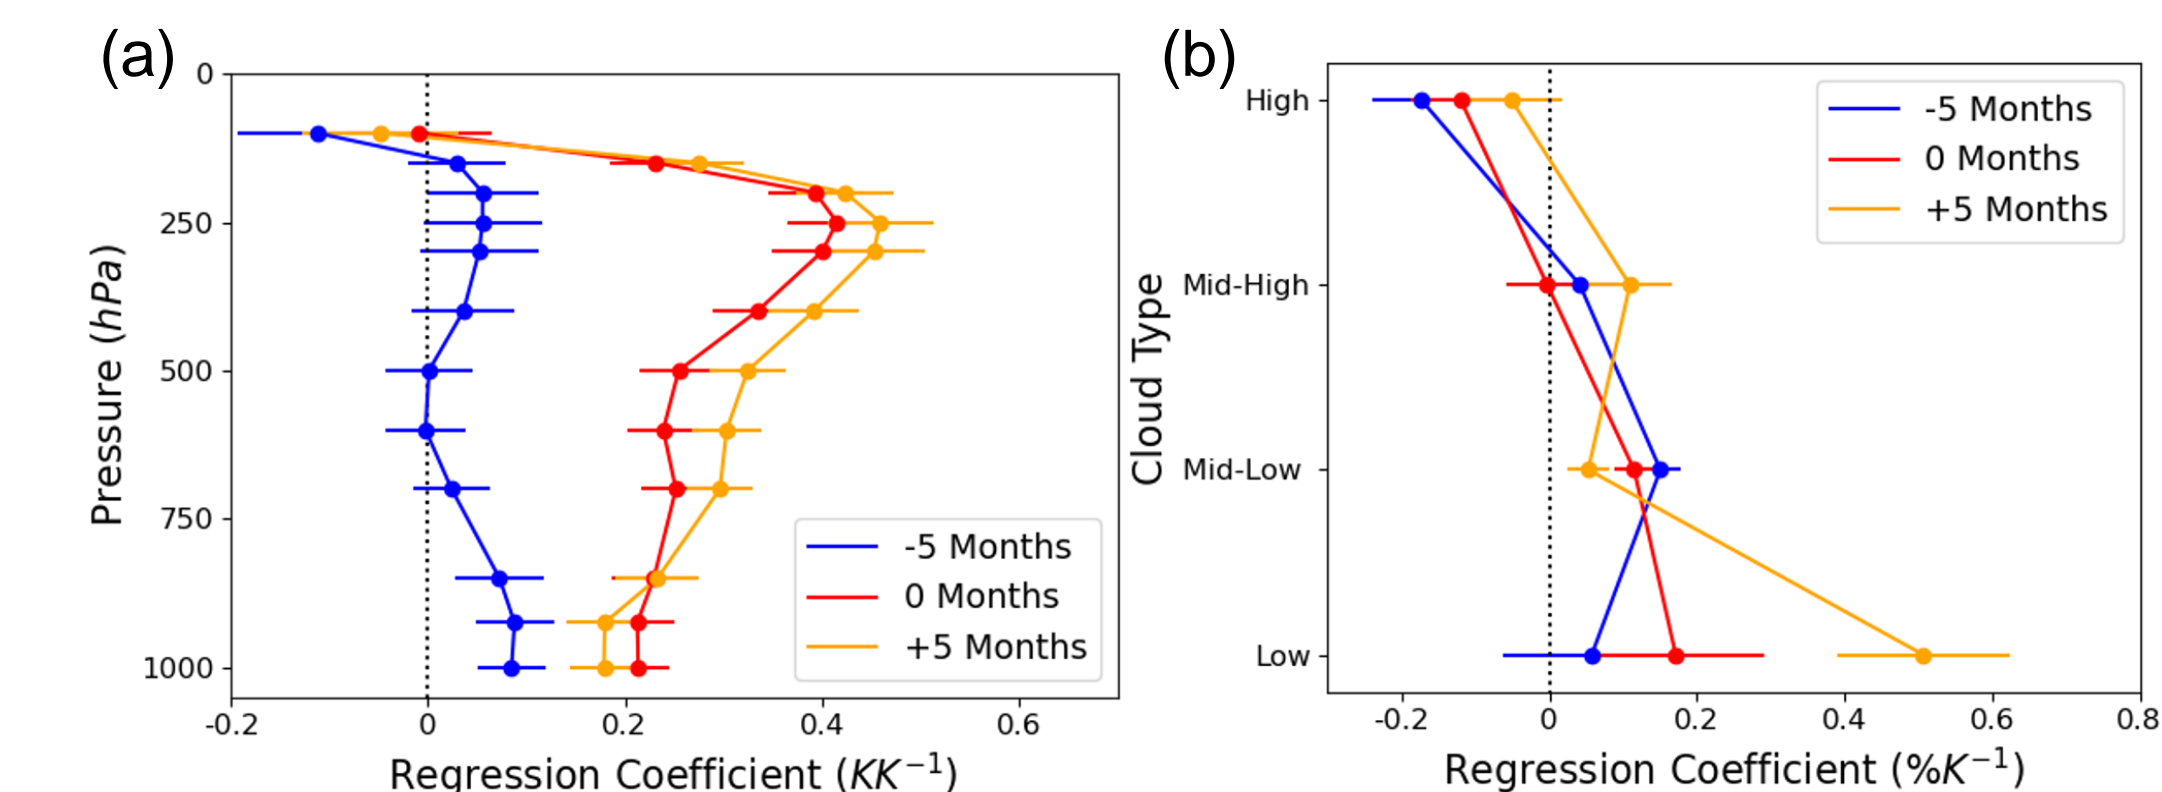 (a)
0
250
500
750
1000
Pressure (hPa)
-0.2 0 0.2 0.4 0.6
Regression Coefficient (KK⁻¹)
-5 Months
0 Months
+5 Months
(b)
High
Mid-High
Mid-Low
Low
Cloud Type
-0.2 0 0.2 0.4 0.6 0.8
Regression Coefficient (%K⁻¹)
-5 Months
0 Months
+5 Months